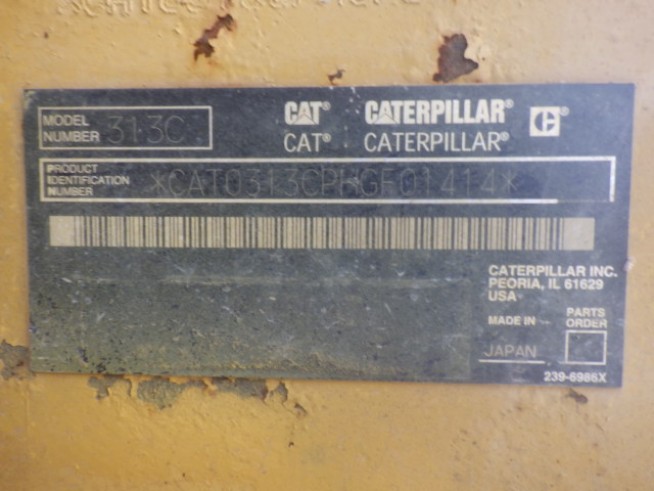 MODEL NUMBER 313C
CAT CATERPILLAR®
CAT® CATERPILLAR®
C®
PRODUCT IDENTIFICATION NUMBER
CATERPILLAR INC.
PEORIA, IL 61629
USA
MADE IN JAPAN
PARTS ORDER
239-6986X